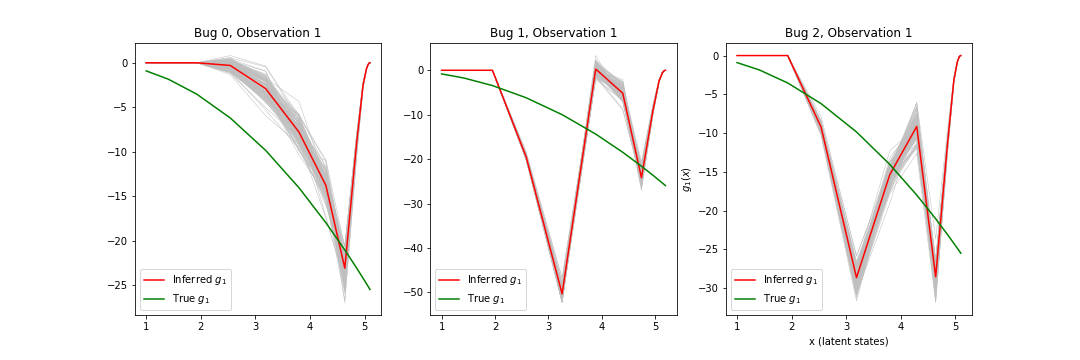 Bug 0, Observation 1
0
−5
−10
−15
−20
−25
1 2 3 4 5
Inferred g₁
True g₁
Bug 1, Observation 1
0
−10
−20
−30
−40
−50
1 2 3 4 5
Inferred g₁
True g₁
Bug 2, Observation 1
g₁(x)
0
−5
−10
−15
−20
−25
−30
1 2 3 4 5
Inferred g₁
True g₁
x (latent states)